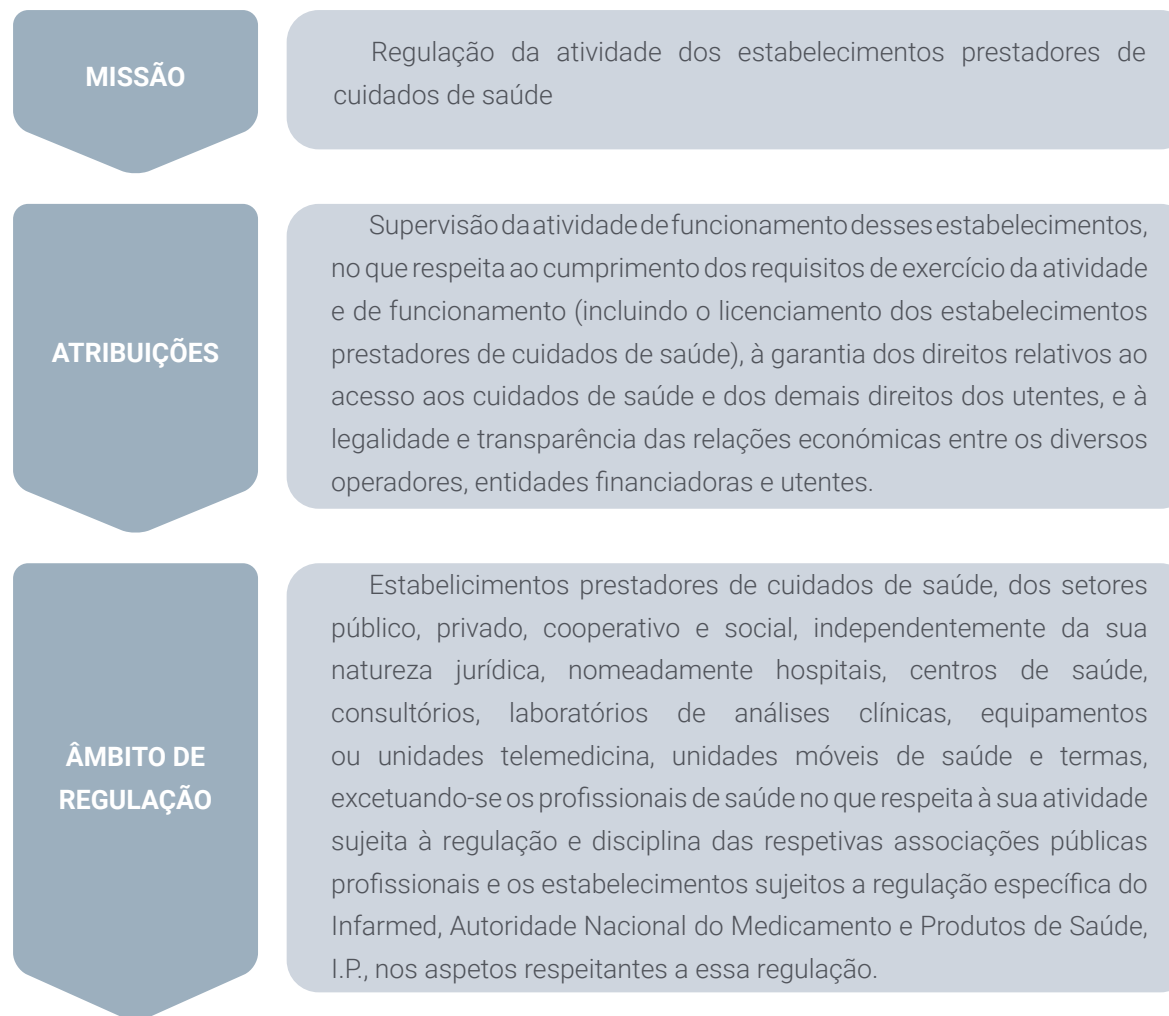 MISSÃO
Regulação da atividade dos estabelecimentos prestadores de
cuidados de saúde
ATRIBUIÇÕES
Supervisão da atividade de funcionamento desses estabelecimentos,
no que respeita ao cumprimento dos requisitos de exercício da atividade
e de funcionamento (incluindo o licenciamento dos estabelecimentos
prestadores de cuidados de saúde), à garantia dos direitos relativos ao
acesso aos cuidados de saúde e dos demais direitos dos utentes, e à
legalidade e transparência das relações económicas entre os diversos
operadores, entidades financiadoras e utentes.
ÂMBITO DE
REGULAÇÃO
Estabelicimentos prestadores de cuidados de saúde, dos setores
público, privado, cooperativo e social, independentemente da sua
natureza jurídica, nomeadamente hospitais, centros de saúde,
consultórios, laboratórios de análises clínicas, equipamentos
ou unidades telemedicina, unidades móveis de saúde e termas,
excetuando-se os profissionais de saúde no que respeita à sua atividade
sujeita à regulação e disciplina das respetivas associações públicas
profissionais e os estabelecimentos sujeitos a regulação específica do
Infarmed, Autoridade Nacional do Medicamento e Produtos de Saúde,
I.P., nos aspetos respeitantes a essa regulação.